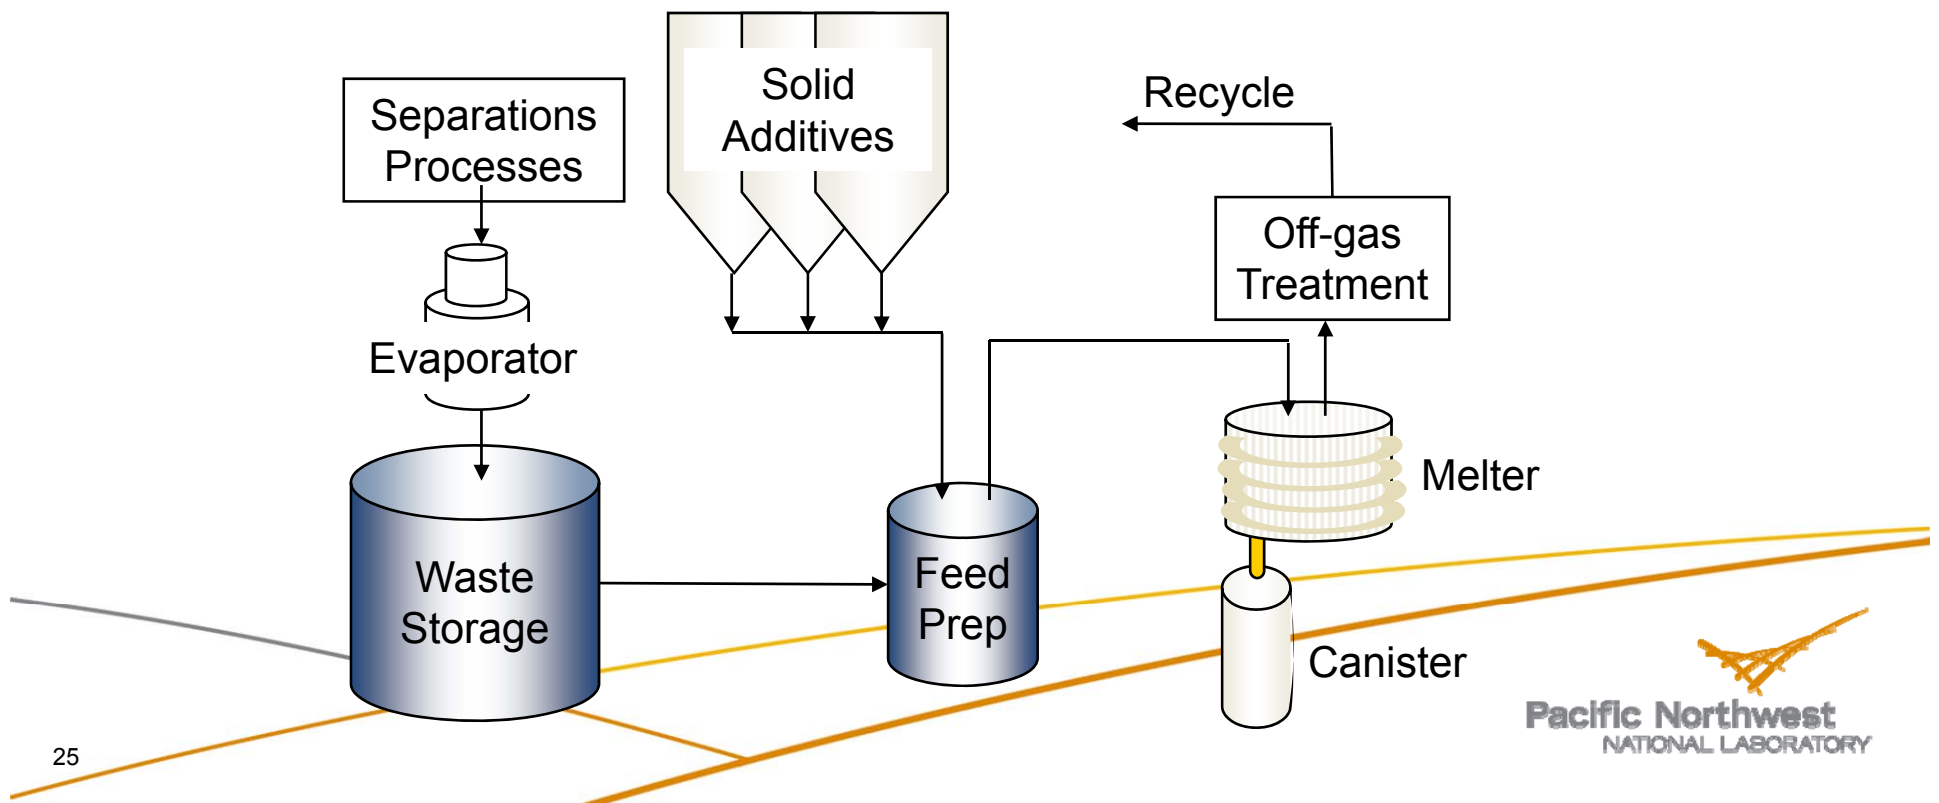 Solid
Additives
Separations
Processes
Recycle
Off-gas
Treatment
Evaporator
Melter
Waste
Storage
Feed
Prep
Canister
Pacific Northwest
NATIONAL LABORATORY
25